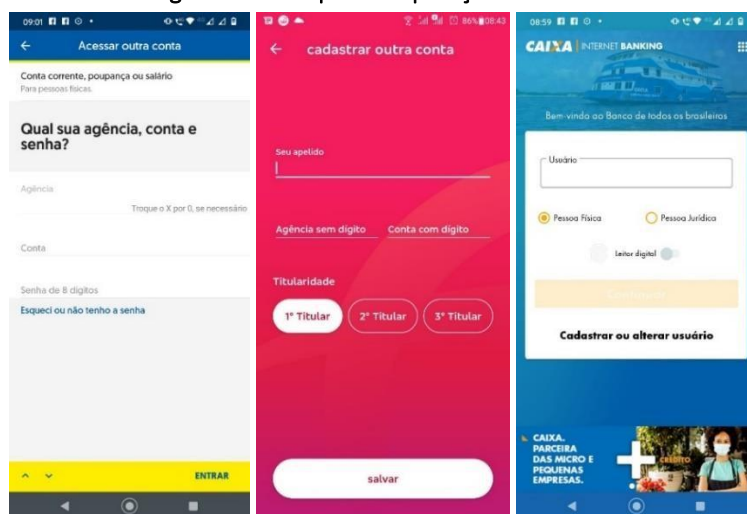 09:01
Acessar outra conta
Conta corrente, poupança ou salário
Para pessoas físicas.
Qual sua agência, conta e
senha?
Agência
Troque o X por 0, se necessário
Conta
Senha de 8 dígitos
Esqueci ou não tenho a senha
ENTRAR
86% 08:43
cadastrar outra conta
Seu apelido
Agência sem dígito Conta com dígito
Titularidade
1º Titular 2º Titular 3º Titular
salvar
08:59
CAIXA INTERNET BANKING
Bem-vindo ao Banco de todos os brasileiros
Usuário
Pessoa Física Pessoa Jurídica
Leitor digital
Cadastrar ou alterar usuário
CAIXA.
PARCEIRA
DAS MICRO E
PEQUENAS
EMPRESAS.
CRÉDITO